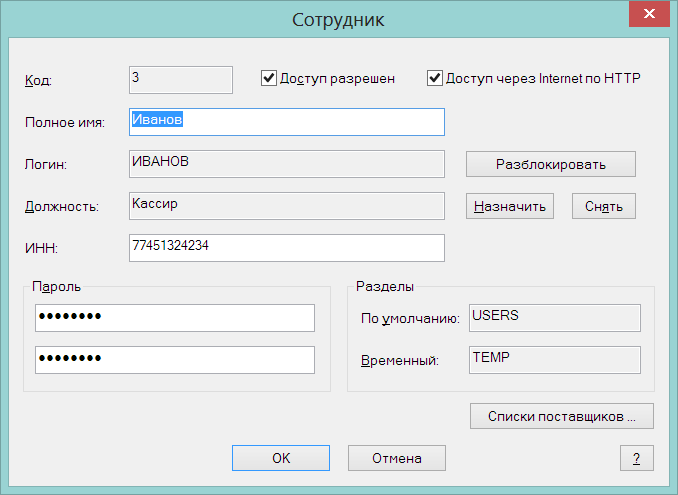 Сотрудник
Код: 3 Доступ разрешен Доступ через Internet по HTTP
Полное имя: Иванов
Логин: ИВАНОВ Разблокировать
Должность: Кассир Назначить Снять
ИНН: 77451324234
Пароль Разделы
●●●●●●●● По умолчанию: USERS
●●●●●●●● Временный: TEMP
Списки поставщиков ...
OK Отмена ?